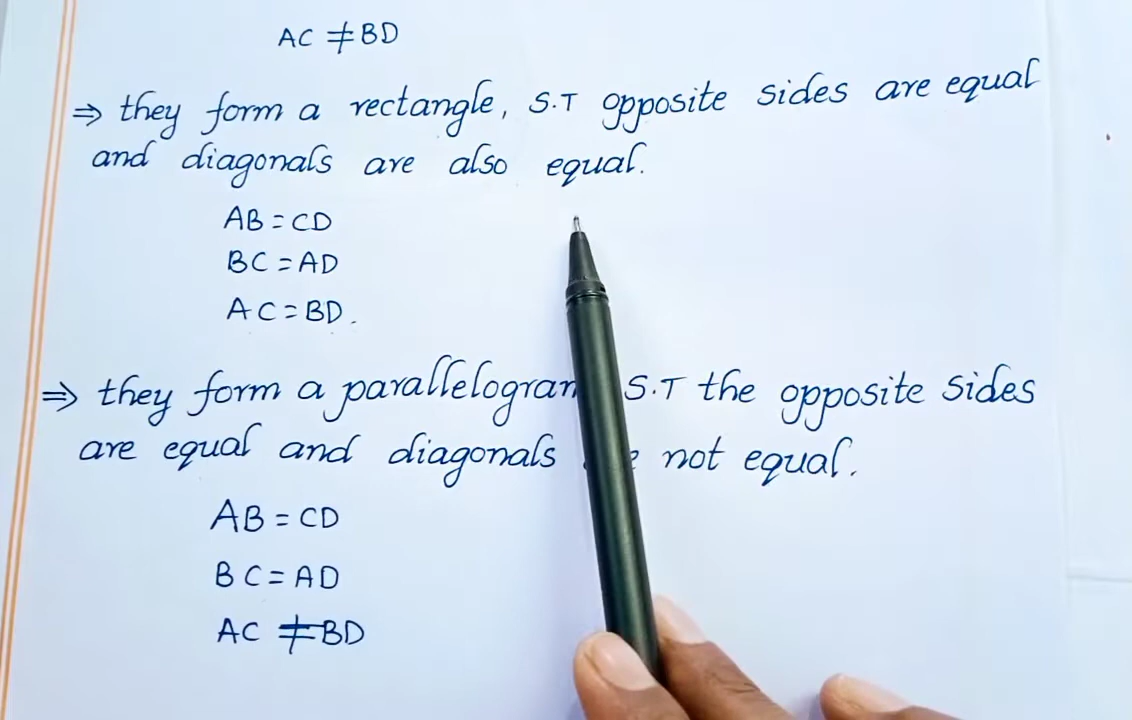 AC ≠ BD
⇒ they form a rectangle, S.T opposite sides are equal
and diagonals are also equal.
AB = CD
BC = AD
AC = BD.
⇒ they form a parallelogram S.T the opposite sides
are equal and diagonals not equal.
AB = CD
BC = AD
AC ≠ BD